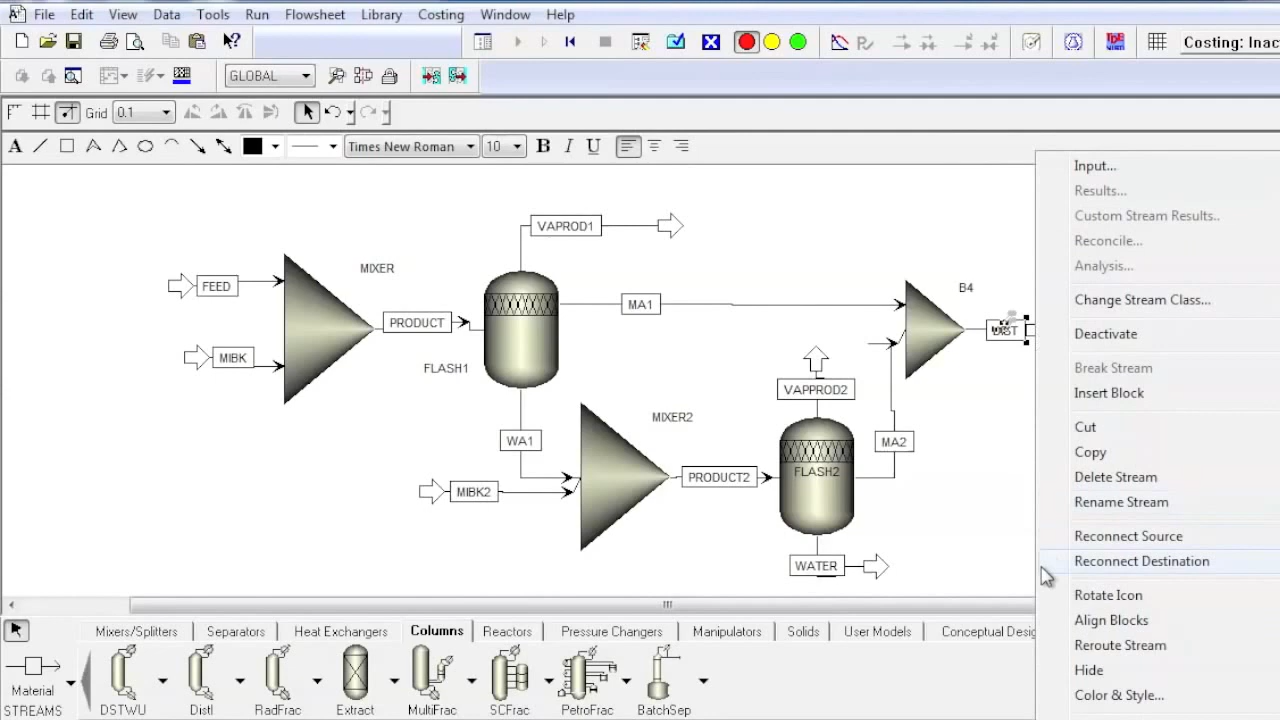 File Edit View Data Tools Run Flowsheet Library Costing Window Help
Costing: Inac
GLOBAL
Grid 0.1
A Times New Roman 10 B I U
VAPROD1
MIXER
FEED
MA1
B4
PRODUCT
MIBK
FLASH1
VAPPROD2
MIXER2
WA1
MA2
FLASH2
PRODUCT2
MIBK2
WATER
Input...
Results...
Custom Stream Results..
Reconcile...
Analysis...
Change Stream Class...
Deactivate
Break Stream
Insert Block
Cut
Copy
Delete Stream
Rename Stream
Reconnect Source
Reconnect Destination
Rotate Icon
Align Blocks
Reroute Stream
Hide
Color & Style...
Mixers/Splitters Separators Heat Exchangers Columns Reactors Pressure Changers Manipulators Solids User Models Conceptual Desig
Material
STREAMS
DSTWU Distl RadFrac Extract MultiFrac SCFrac PetroFrac BatchSep